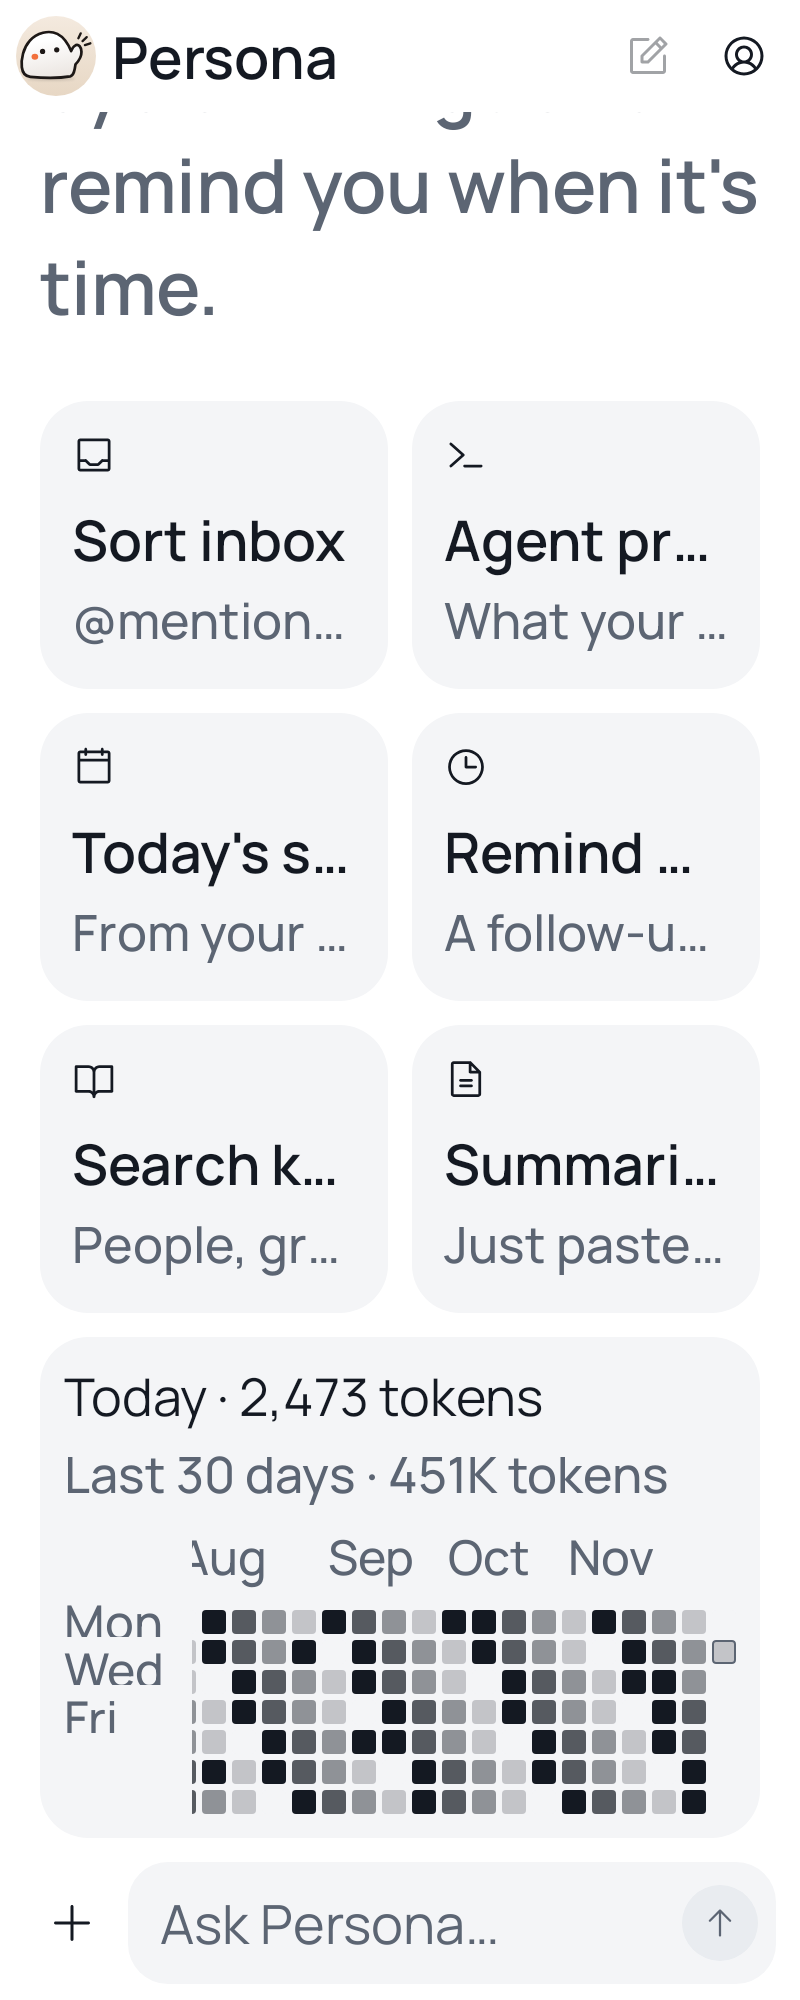 Persona
remind you when it's
time.
Sort inbox
@mention...
Agent pr...
What your ...
Today's s...
From your ...
Remind ...
A follow-u...
Search k...
People, gr...
Summari...
Just paste...
Today · 2,473 tokens
Last 30 days · 451K tokens
Aug Sep Oct Nov
Mon
Wed
Fri
Ask Persona...